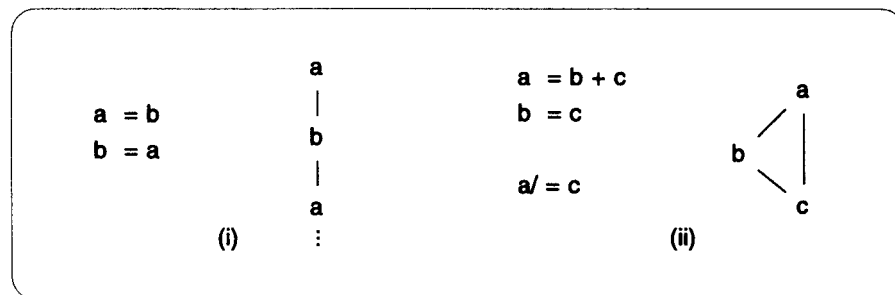 a = b
b = a
a
b
a
⋮
(i)
a = b + c
b = c
a/ = c
a
b
c
(ii)